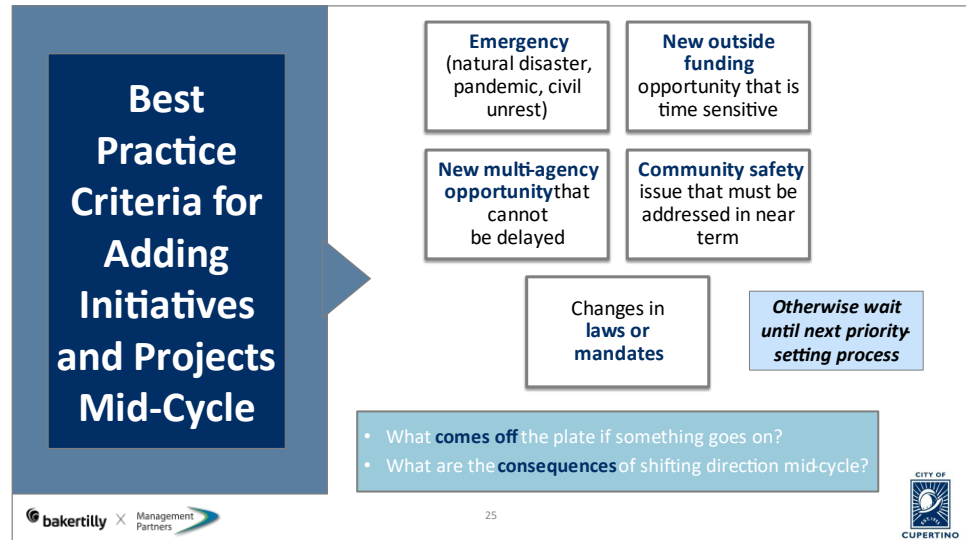 Best
Practice
Criteria for
Adding
Initiatives
and Projects
Mid-Cycle
Emergency
(natural disaster,
pandemic, civil
unrest)
New outside
funding
opportunity that is
time sensitive
New multi-agency
opportunity that
cannot
be delayed
Community safety
issue that must be
addressed in near
term
Changes in
laws or
mandates
Otherwise wait
until next priority-
setting process
• What comes off the plate if something goes on?
• What are the consequences of shifting direction mid-cycle?
bakertilly X Management
Partners
25
CITY OF
EST. 1955
CUPERTINO